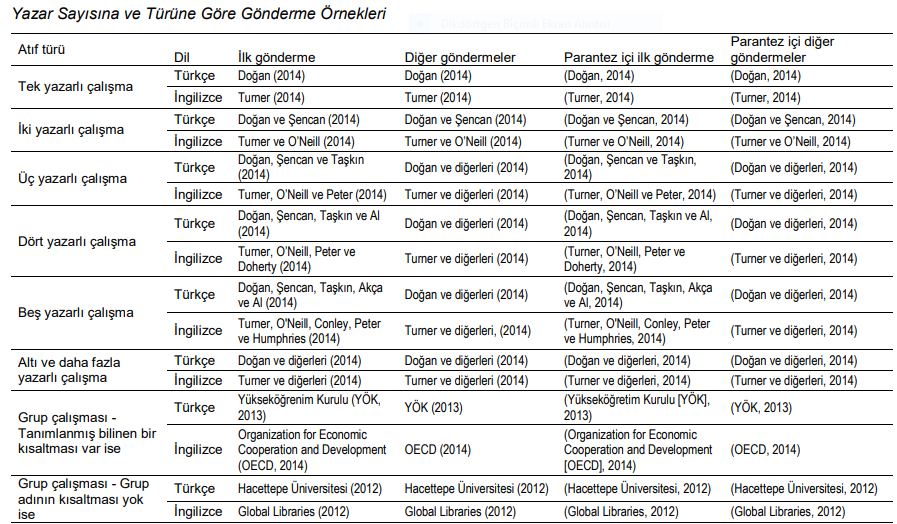 Yazar Sayısına ve Türüne Göre Gönderme Örnekleri
Atıf türü Dil İlk gönderme Diğer göndermeler Parantez içi ilk gönderme Parantez içi diğer
göndermeler
Tek yazarlı çalışma Türkçe Doğan (2014) Doğan (2014) (Doğan, 2014) (Doğan, 2014)
İngilizce Turner (2014) Turner (2014) (Turner, 2014) (Turner, 2014)
İki yazarlı çalışma Türkçe Doğan ve Şencan (2014) Doğan ve Şencan (2014) (Doğan ve Şencan, 2014) (Doğan ve Şencan, 2014)
İngilizce Turner ve O'Neill (2014) Turner ve O'Neill (2014) (Turner ve O'Neill, 2014) (Turner ve O'Neill, 2014)
Üç yazarlı çalışma Türkçe Doğan, Şencan ve Taşkın
(2014) Doğan ve diğerleri (2014) (Doğan, Şencan ve Taşkın,
2014) (Doğan ve diğerleri, 2014)
İngilizce Turner, O'Neill ve Peter (2014) Turner ve diğerleri (2014) (Turner, O'Neill ve Peter, 2014) (Turner ve diğerleri, 2014)
Dört yazarlı çalışma Türkçe Doğan, Şencan, Taşkın ve Al
(2014) Doğan ve diğerleri (2014) (Doğan, Şencan, Taşkın ve Al,
2014) (Doğan ve diğerleri, 2014)
İngilizce Turner, O'Neill, Peter ve
Doherty (2014) Turner ve diğerleri (2014) (Turner, O'Neill, Peter ve
Doherty, 2014) (Turner ve diğerleri, 2014)
Beş yazarlı çalışma Türkçe Doğan, Şencan, Taşkın, Akça
ve Al (2014) Doğan ve diğerleri (2014) (Doğan, Şencan, Taşkın, Akça
ve Al, 2014) (Doğan ve diğerleri, 2014)
İngilizce Turner, O'Neill, Conley, Peter
ve Humphries (2014) Turner ve diğerleri, (2014) (Turner, O'Neill, Conley, Peter
ve Humphries, 2014) (Turner ve diğerleri, 2014)
Altı ve daha fazla
yazarlı çalışma Türkçe Doğan ve diğerleri (2014) Doğan ve diğerleri (2014) (Doğan ve diğerleri, 2014) (Doğan ve diğerleri, 2014)
İngilizce Turner ve diğerleri (2014) Turner ve diğerleri (2014) (Turner ve diğerleri, 2014) (Turner ve diğerleri, 2014)
Grup çalışması -
Tanımlanmış bilinen bir
kısaltması var ise Türkçe Yükseköğrenim Kurulu (YÖK,
2013) YÖK (2013) (Yükseköğretim Kurulu [YÖK],
2013) (YÖK, 2013)
İngilizce Organization for Economic
Cooperation and Development
(OECD, 2014) OECD (2014) (Organization for Economic
Cooperation and Development
[OECD], 2014) (OECD, 2014)
Grup çalışması - Grup
adının kısaltması yok
ise Türkçe Hacettepe Üniversitesi (2012) Hacettepe Üniversitesi (2012) (Hacettepe Üniversitesi, 2012) (Hacettepe Üniversitesi, 2012)
İngilizce Global Libraries (2012) Global Libraries (2012) (Global Libraries, 2012) (Global Libraries, 2012)